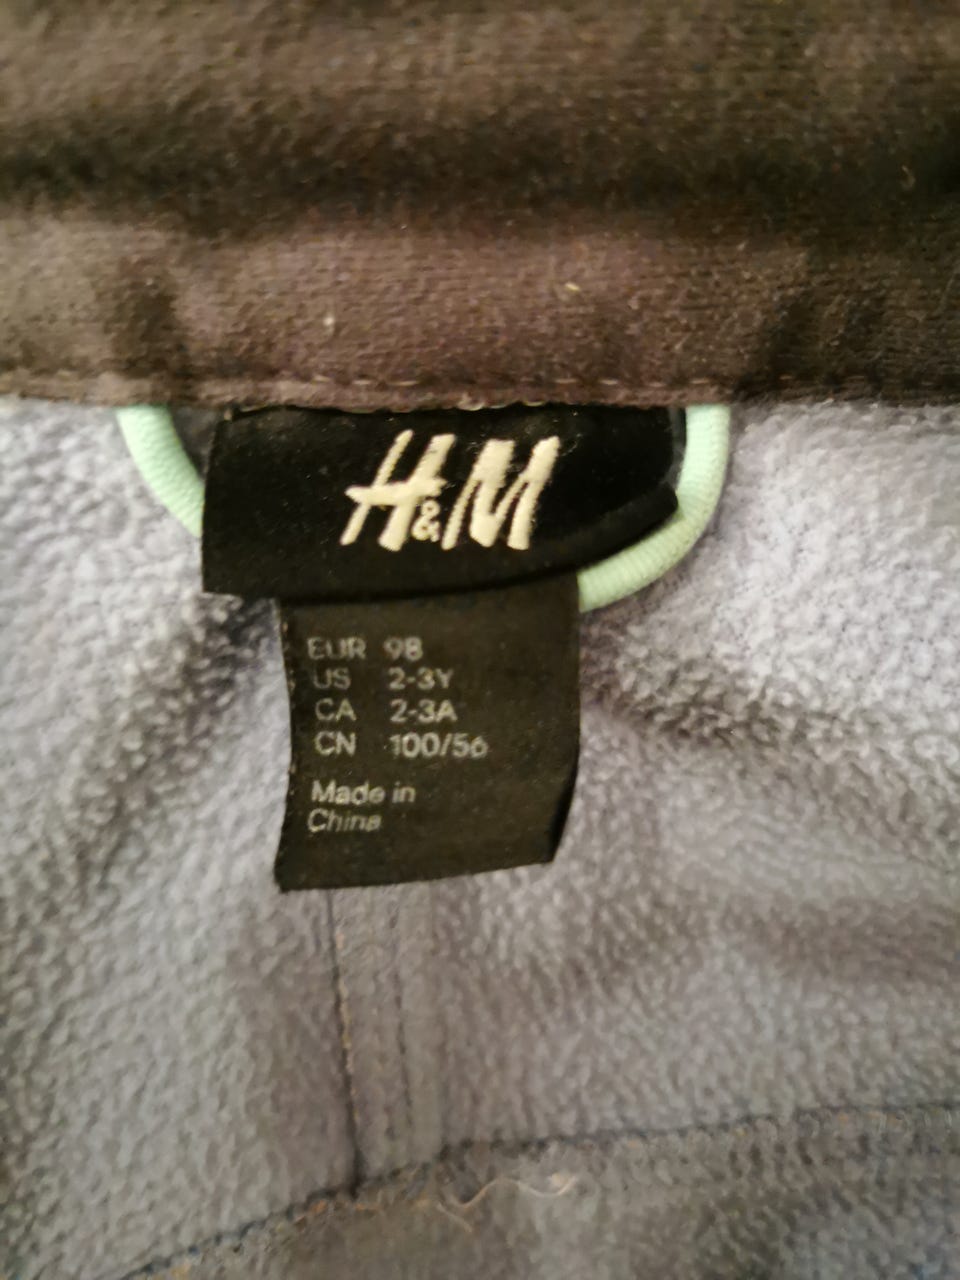 H&M
EUR 98
US 2-3Y
CA 2-3A
CN 100/56
Made in
China